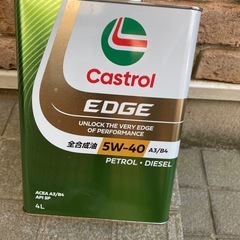 Castrol
EDGE
UNLOCK THE VERY EDGE
OF PERFORMANCE
全合成油 5W-40 A3/B4
PETROL • DIESEL
ACEA A3/B4
API SP
4L